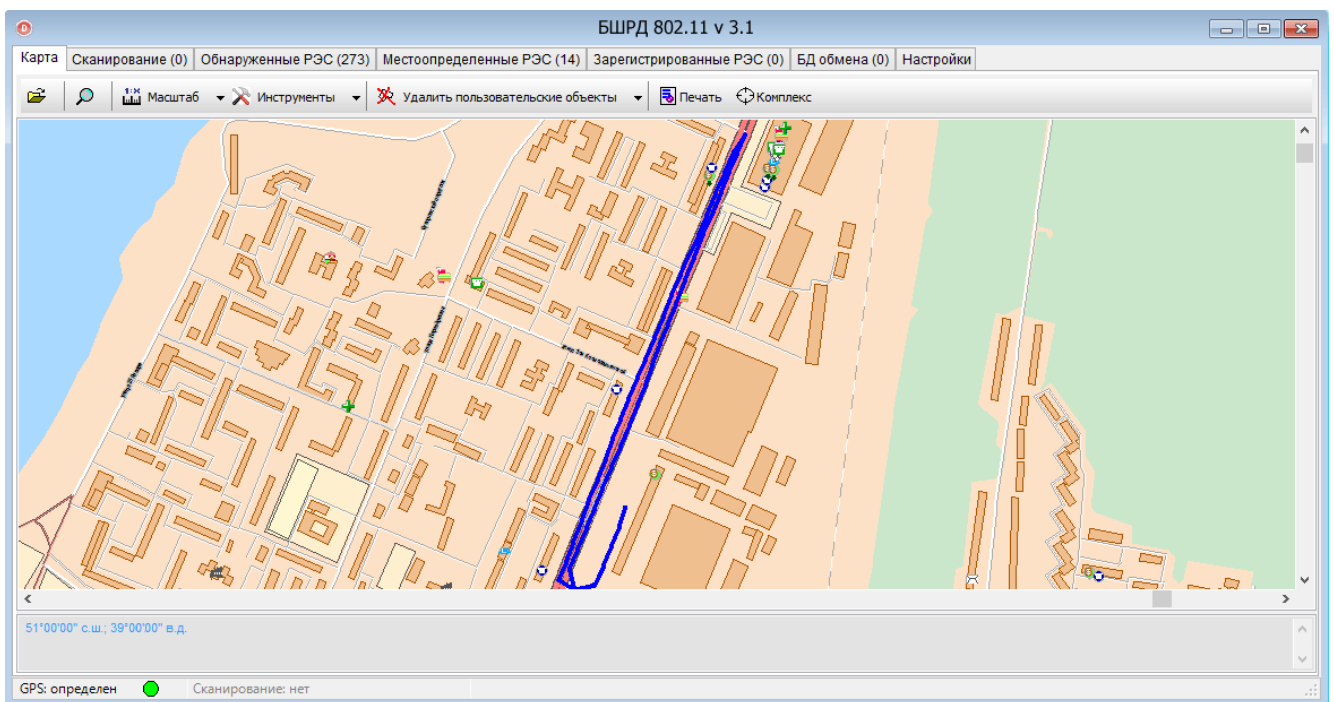 БШРД 802.11 v 3.1
Карта Сканирование (0) Обнаруженные РЭС (273) Местоопределенные РЭС (14) Зарегистрированные РЭС (0) БД обмена (0) Настройки
1:X Масштаб Инструменты Удалить пользовательские объекты Печать Комплекс
51°00'00" с.ш.; 39°00'00" в.д.
GPS: определен Сканирование: нет